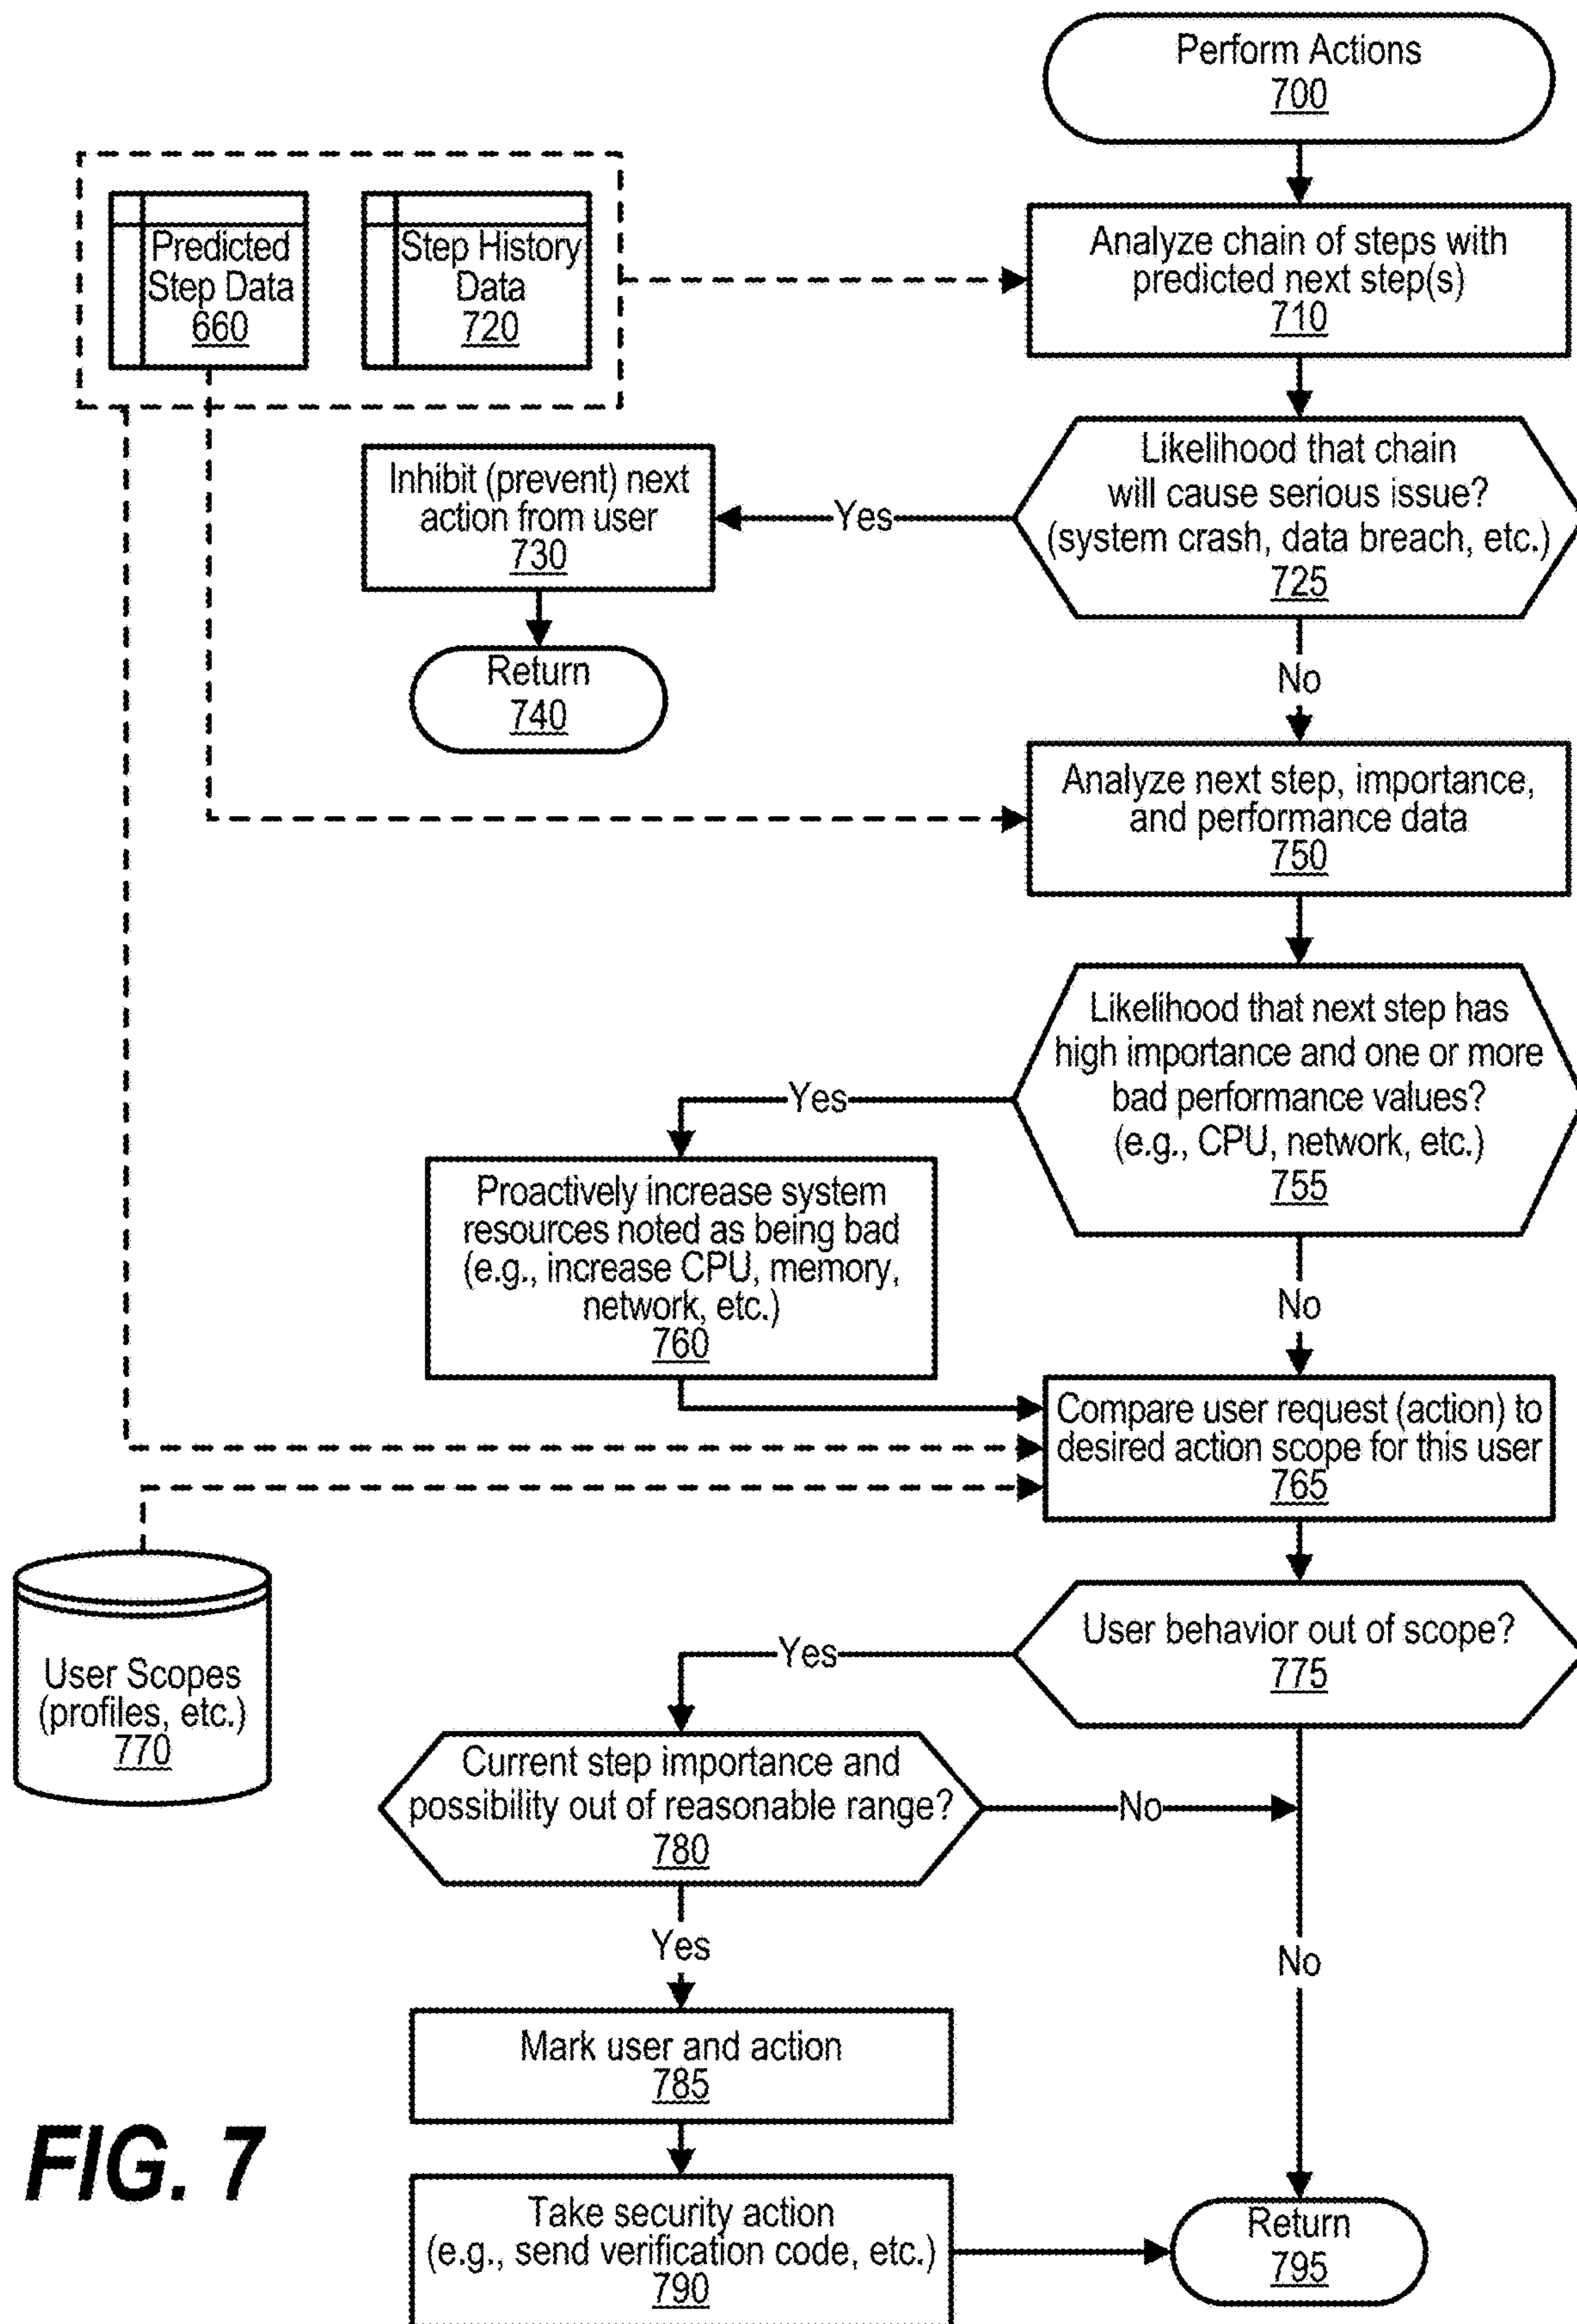 Perform Actions
700
Predicted
Step Data
660
Step History
Data
720
Analyze chain of steps with
predicted next step(s)
710
Likelihood that chain
will cause serious issue?
(system crash, data breach, etc.)
725
Yes
Inhibit (prevent) next
action from user
730
Return
740
No
Analyze next step, importance,
and performance data
750
Likelihood that next step has
high importance and one or more
bad performance values?
(e.g., CPU, network, etc.)
755
Yes
Proactively increase system
resources noted as being bad
(e.g., increase CPU, memory,
network, etc.)
760
No
Compare user request (action) to
desired action scope for this user
765
User Scopes
(profiles, etc.)
770
User behavior out of scope?
775
Yes
Current step importance and
possibility out of reasonable range?
780
No
Yes
No
Mark user and action
785
Take security action
(e.g., send verification code, etc.)
790
Return
795
FIG. 7